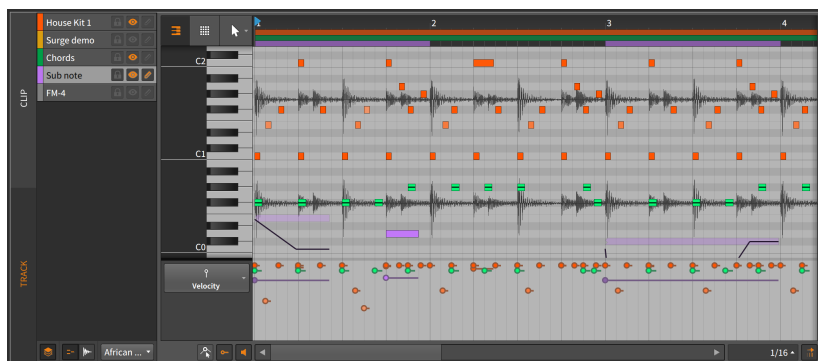 House Kit 1
Surge demo
Chords
Sub note
FM-4
CLIP
TRACK
1 2 3 4
C2
C1
C0
Velocity
African ...
1/16